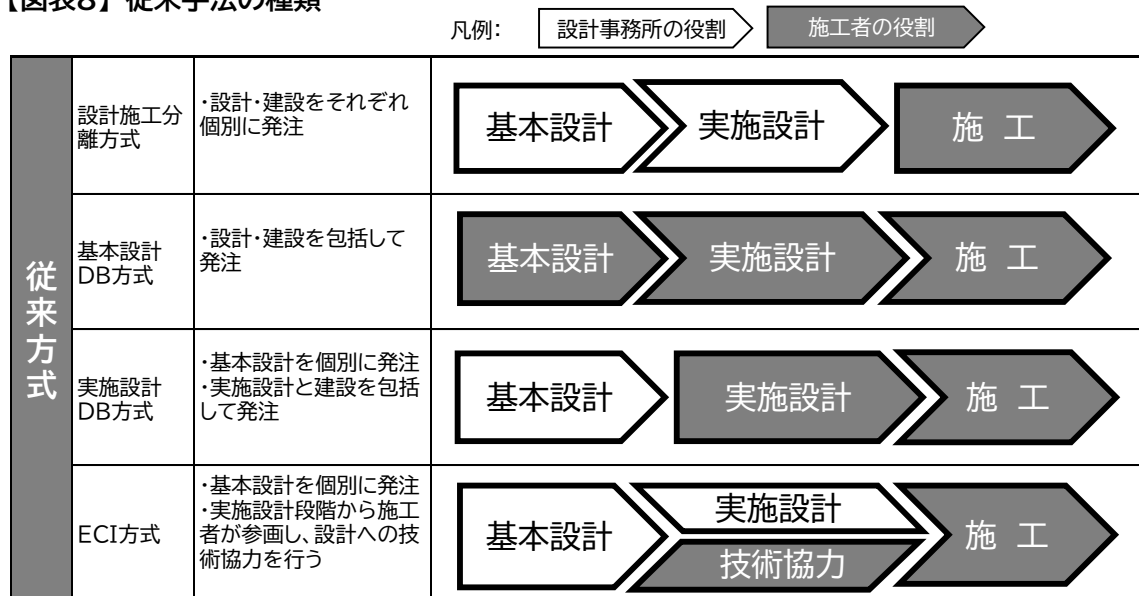 【図表8】従来手法の種類
凡例：
設計事務所の役割
施工者の役割
従来方式
設計施工分
離方式
・設計・建設をそれぞれ
個別に発注
基本設計
実施設計
施 工
基本設計
DB方式
・設計・建設を包括して
発注
基本設計
実施設計
施 工
実施設計
DB方式
・基本設計を個別に発注
・実施設計と建設を包括
して発注
基本設計
実施設計
施 工
ECI方式
・基本設計を個別に発注
・実施設計段階から施工
者が参画し、設計への技
術協力を行う
基本設計
実施設計
技術協力
施 工